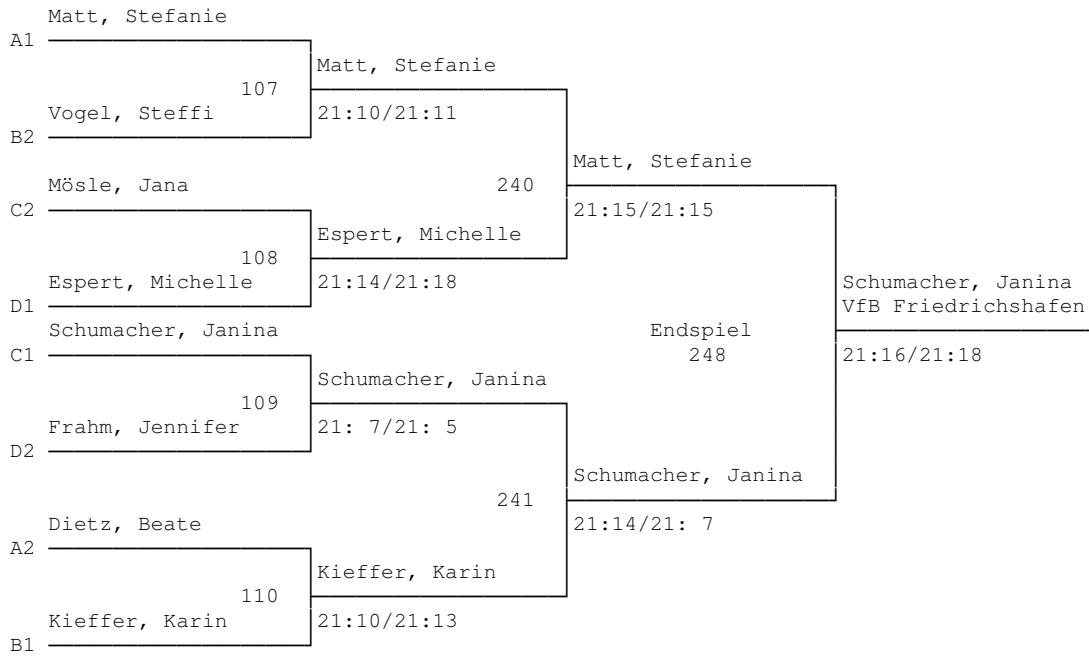 Matt, Stefanie
A1
Matt, Stefanie
107
Vogel, Steffi
21:10/21:11
B2
Matt, Stefanie
Mösle, Jana
240
C2
21:15/21:15
Espert, Michelle
108
Espert, Michelle
21:14/21:18
Schumacher, Janina
D1
VfB Friedrichshafen
Schumacher, Janina
Endspiel
C1
248
21:16/21:18
Schumacher, Janina
109
Frahm, Jennifer
21: 7/21: 5
D2
Schumacher, Janina
241
Dietz, Beate
21:14/21: 7
A2
Kieffer, Karin
110
Kieffer, Karin
21:10/21:13
B1